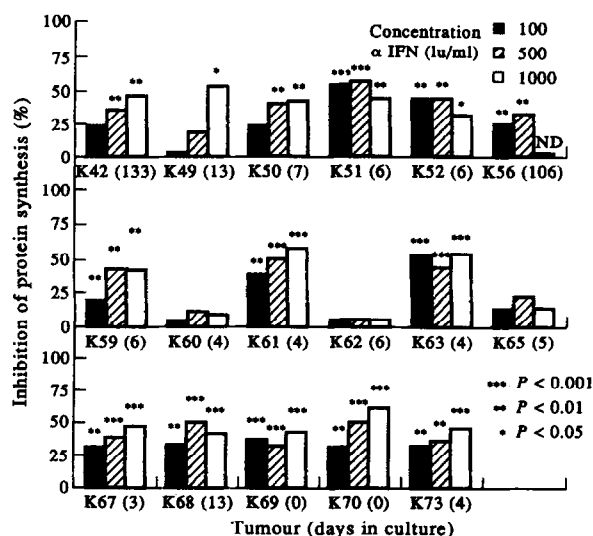 Concentration
α IFN (Iu/ml)
100
500
1000
Inhibition of protein synthesis (%)
100
75
50
25
0
** ** * ** ** *** *** ** ** ** * ** ** ND
K42 (133) K49 (13) K50 (7) K51 (6) K52 (6) K56 (106)
100
75
50
25
0
** ** ** ** *** *** *** *** ***
K59 (6) K60 (4) K61 (4) K62 (6) K63 (4) K65 (5)
100
75
50
25
0
** *** *** ** *** *** *** ** *** ** *** *** ** ** ***
*** P < 0.001
** P < 0.01
* P < 0.05
K67 (3) K68 (13) K69 (0) K70 (0) K73 (4)
Tumour (days in culture)